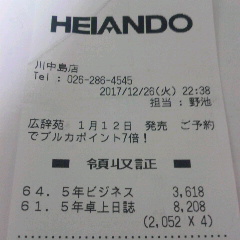 HEIANDO
川中島店
Tel : 026-286-4545
2017/12/26(火) 22:38
担当 : 野池
広辞苑 1月12日 発売 ご予約
でプルカポイント7倍!
領収証
64.5年ビジネス 3,618
61.5年卓上日誌 8,208
(2,052 X 4)